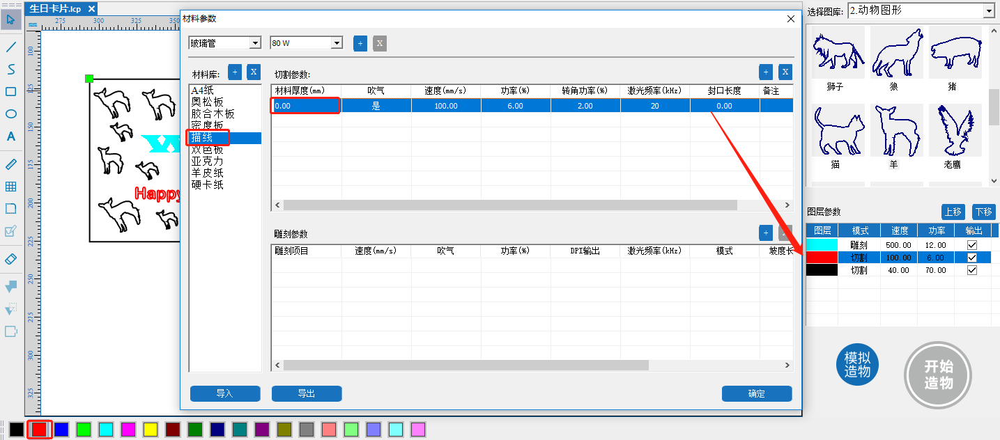 生日卡片.lcp
材料参数
选择图库: 2.动物图形
mm 275 300 325 350
100
125
150
175
200
225
250
275
300
325
玻璃管 80 W + X
材料库: + X
A4纸
奥松板
胶合木板
密度板
描线
双色板
亚克力
羊皮纸
硬卡纸
切割参数: + X
材料厚度(mm) 吹气 速度(mm/s) 功率(%) 转角功率(%) 激光频率(kHz) 封口长度 备注
0.00 是 100.00 6.00 2.00 20 0.00
雕刻参数 +
雕刻项目 速度(mm/s) 吹气 功率(%) DPI输出 激光频率(kHz) 模式 坡度长
导入 导出 确定
Happy
A
狮子 狼 猪
猫 羊 老鹰
图层参数 上移 下移
图层 模式 速度 功率 输出
雕刻 500.00 12.00
切割 100.00 6.00
切割 40.00 70.00
模拟
造物
开始
造物